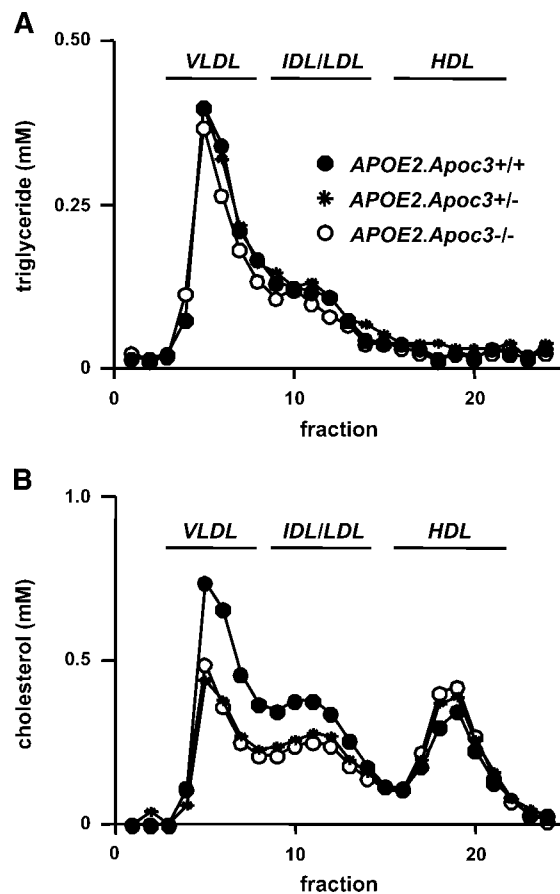 A
0.50
VLDL IDL/LDL HDL
APOE2.Apoc3+/+
APOE2.Apoc3+/-
0.25
APOE2.Apoc3-/-
triglyceride (mM)
0
0 10 20
fraction
B
1.0
VLDL IDL/LDL HDL
0.5
cholesterol (mM)
0
0 10 20
fraction